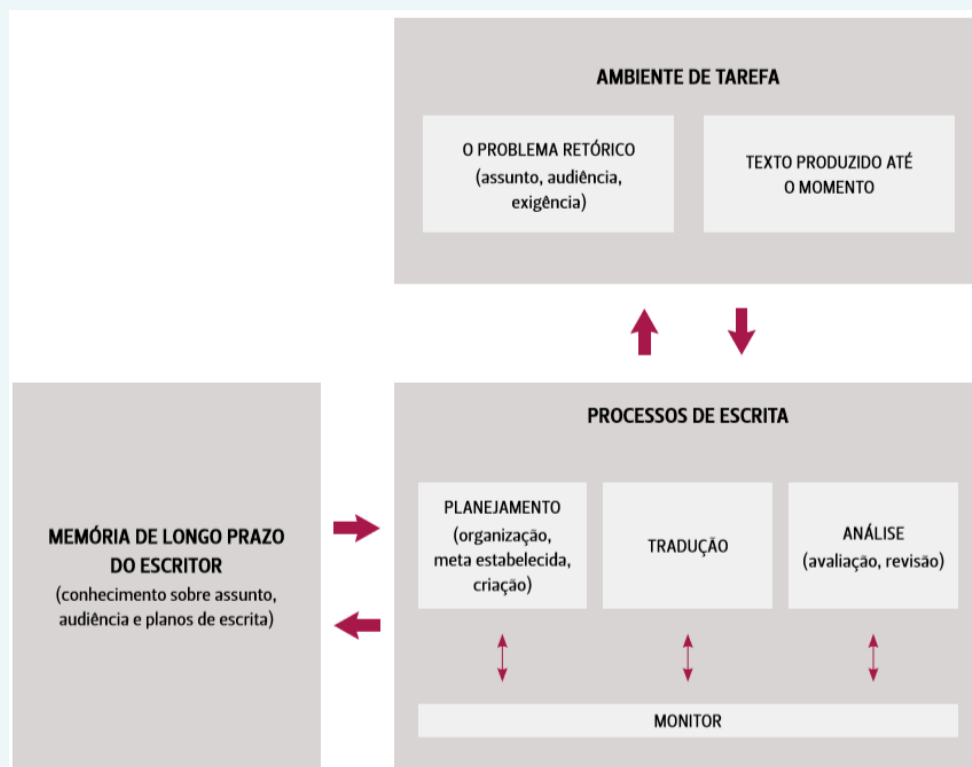 AMBIENTE DE TAREFA
O PROBLEMA RETÓRICO
(assunto, audiência,
exigência)
TEXTO PRODUZIDO ATÉ
O MOMENTO
MEMÓRIA DE LONGO PRAZO
DO ESCRITOR
(conhecimento sobre assunto,
audiência e planos de escrita)
PROCESSOS DE ESCRITA
PLANEJAMENTO
(organização,
meta estabelecida,
criação)
TRADUÇÃO
ANÁLISE
(avaliação, revisão)
MONITOR